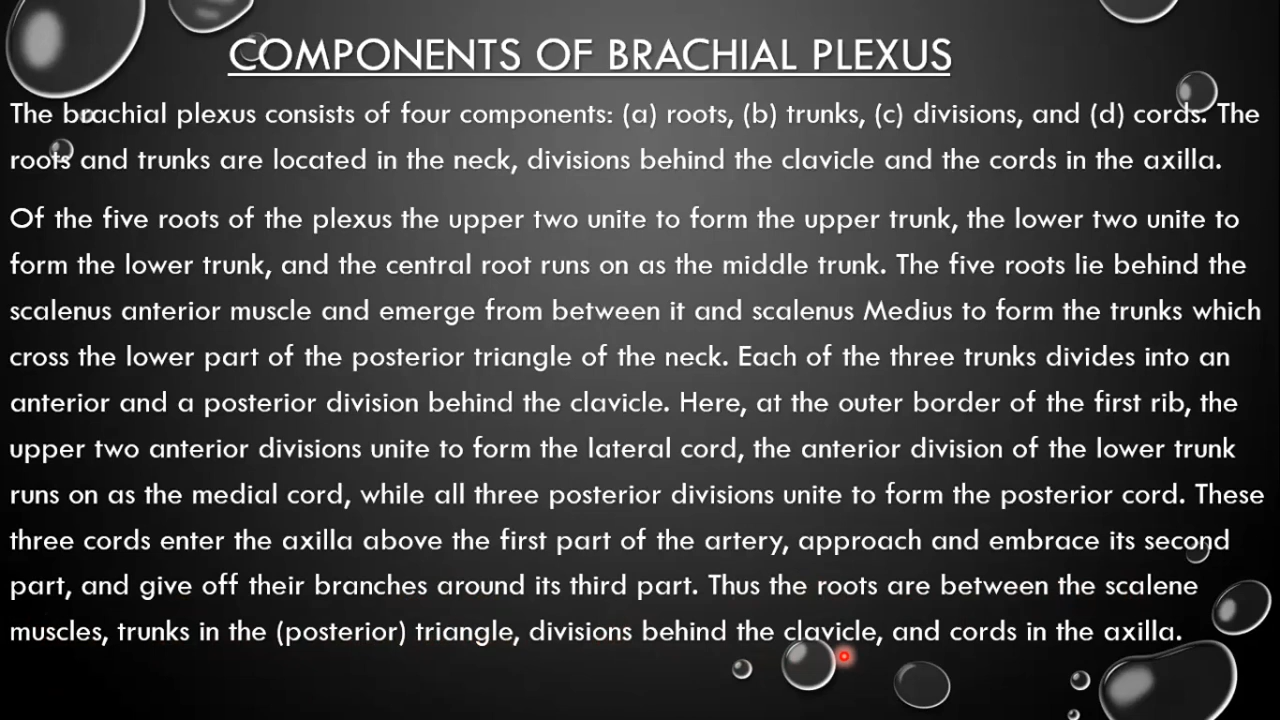 COMPONENTS OF BRACHIAL PLEXUS
The brachial plexus consists of four components: (a) roots, (b) trunks, (c) divisions, and (d) cords. The
roots and trunks are located in the neck, divisions behind the clavicle and the cords in the axilla.
Of the five roots of the plexus the upper two unite to form the upper trunk, the lower two unite to
form the lower trunk, and the central root runs on as the middle trunk. The five roots lie behind the
scalenus anterior muscle and emerge from between it and scalenus Medius to form the trunks which
cross the lower part of the posterior triangle of the neck. Each of the three trunks divides into an
anterior and a posterior division behind the clavicle. Here, at the outer border of the first rib, the
upper two anterior divisions unite to form the lateral cord, the anterior division of the lower trunk
runs on as the medial cord, while all three posterior divisions unite to form the posterior cord. These
three cords enter the axilla above the first part of the artery, approach and embrace its second
part, and give off their branches around its third part. Thus the roots are between the scalene
muscles, trunks in the (posterior) triangle, divisions behind the clavicle, and cords in the axilla.